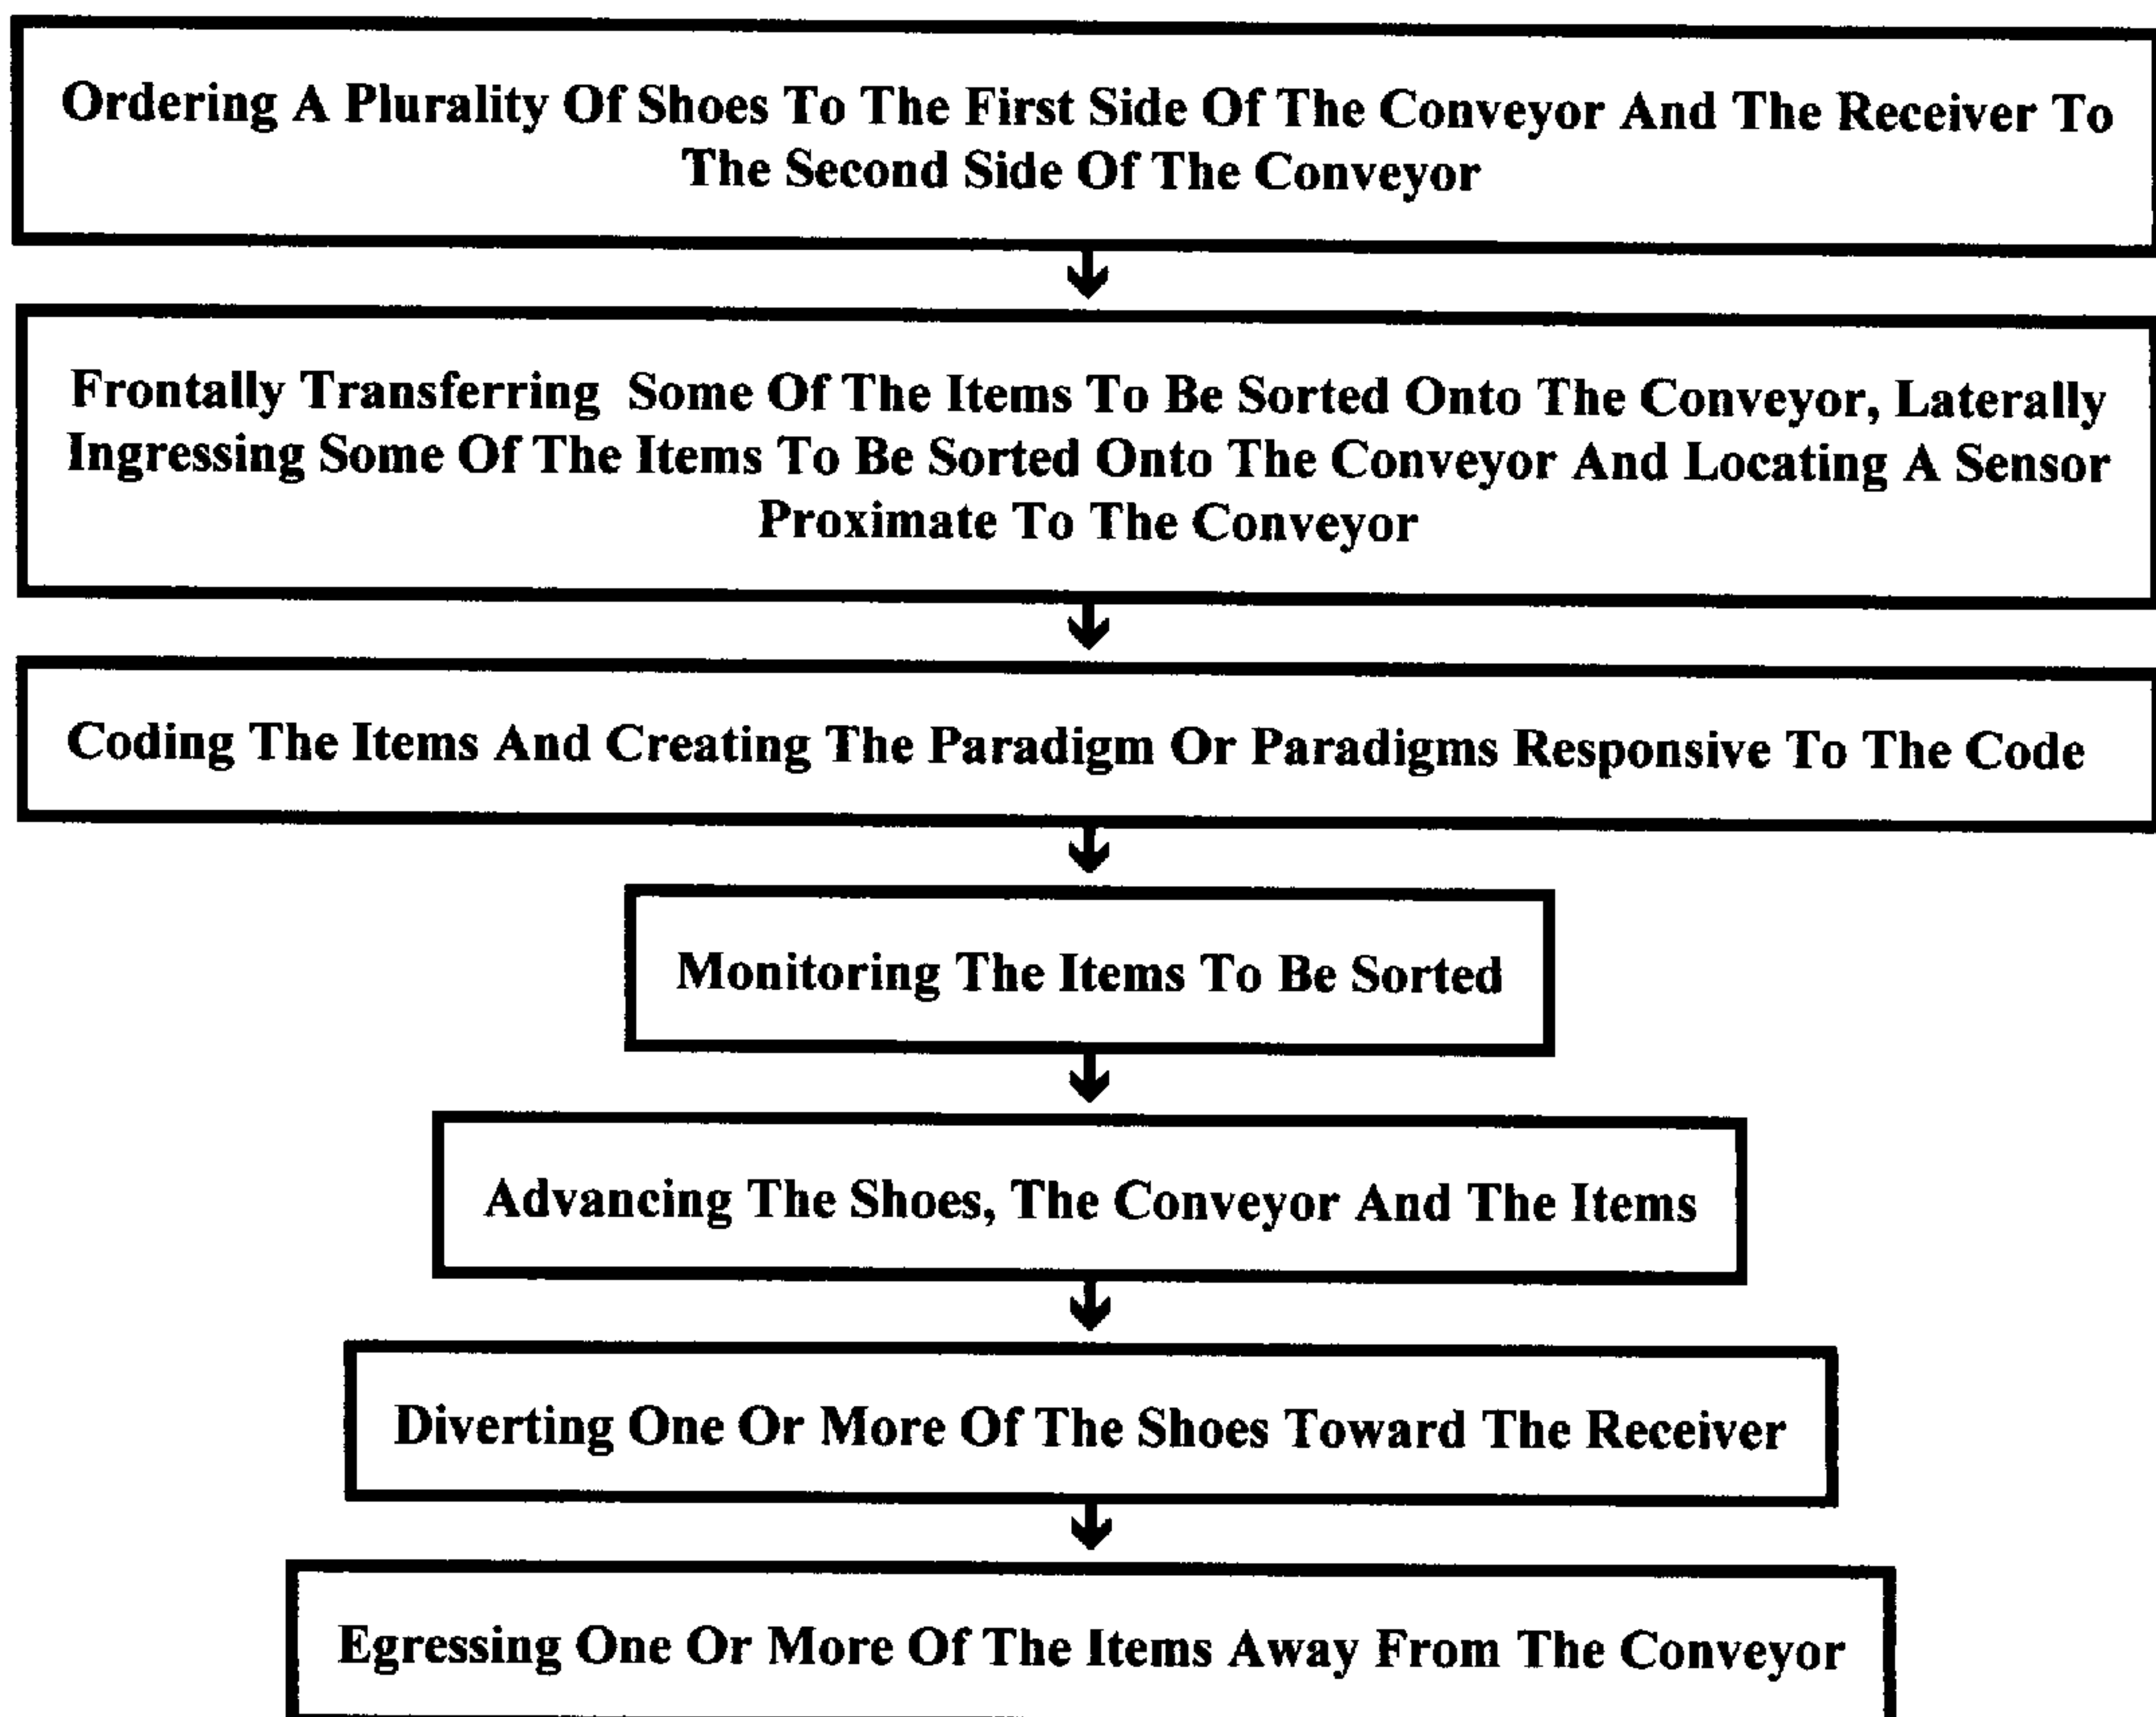 Ordering A Plurality Of Shoes To The First Side Of The Conveyor And The Receiver To
The Second Side Of The Conveyor
Frontally Transferring Some Of The Items To Be Sorted Onto The Conveyor, Laterally
Ingressing Some Of The Items To Be Sorted Onto The Conveyor And Locating A Sensor
Proximate To The Conveyor
Coding The Items And Creating The Paradigm Or Paradigms Responsive To The Code
Monitoring The Items To Be Sorted
Advancing The Shoes, The Conveyor And The Items
Diverting One Or More Of The Shoes Toward The Receiver
Egressing One Or More Of The Items Away From The Conveyor